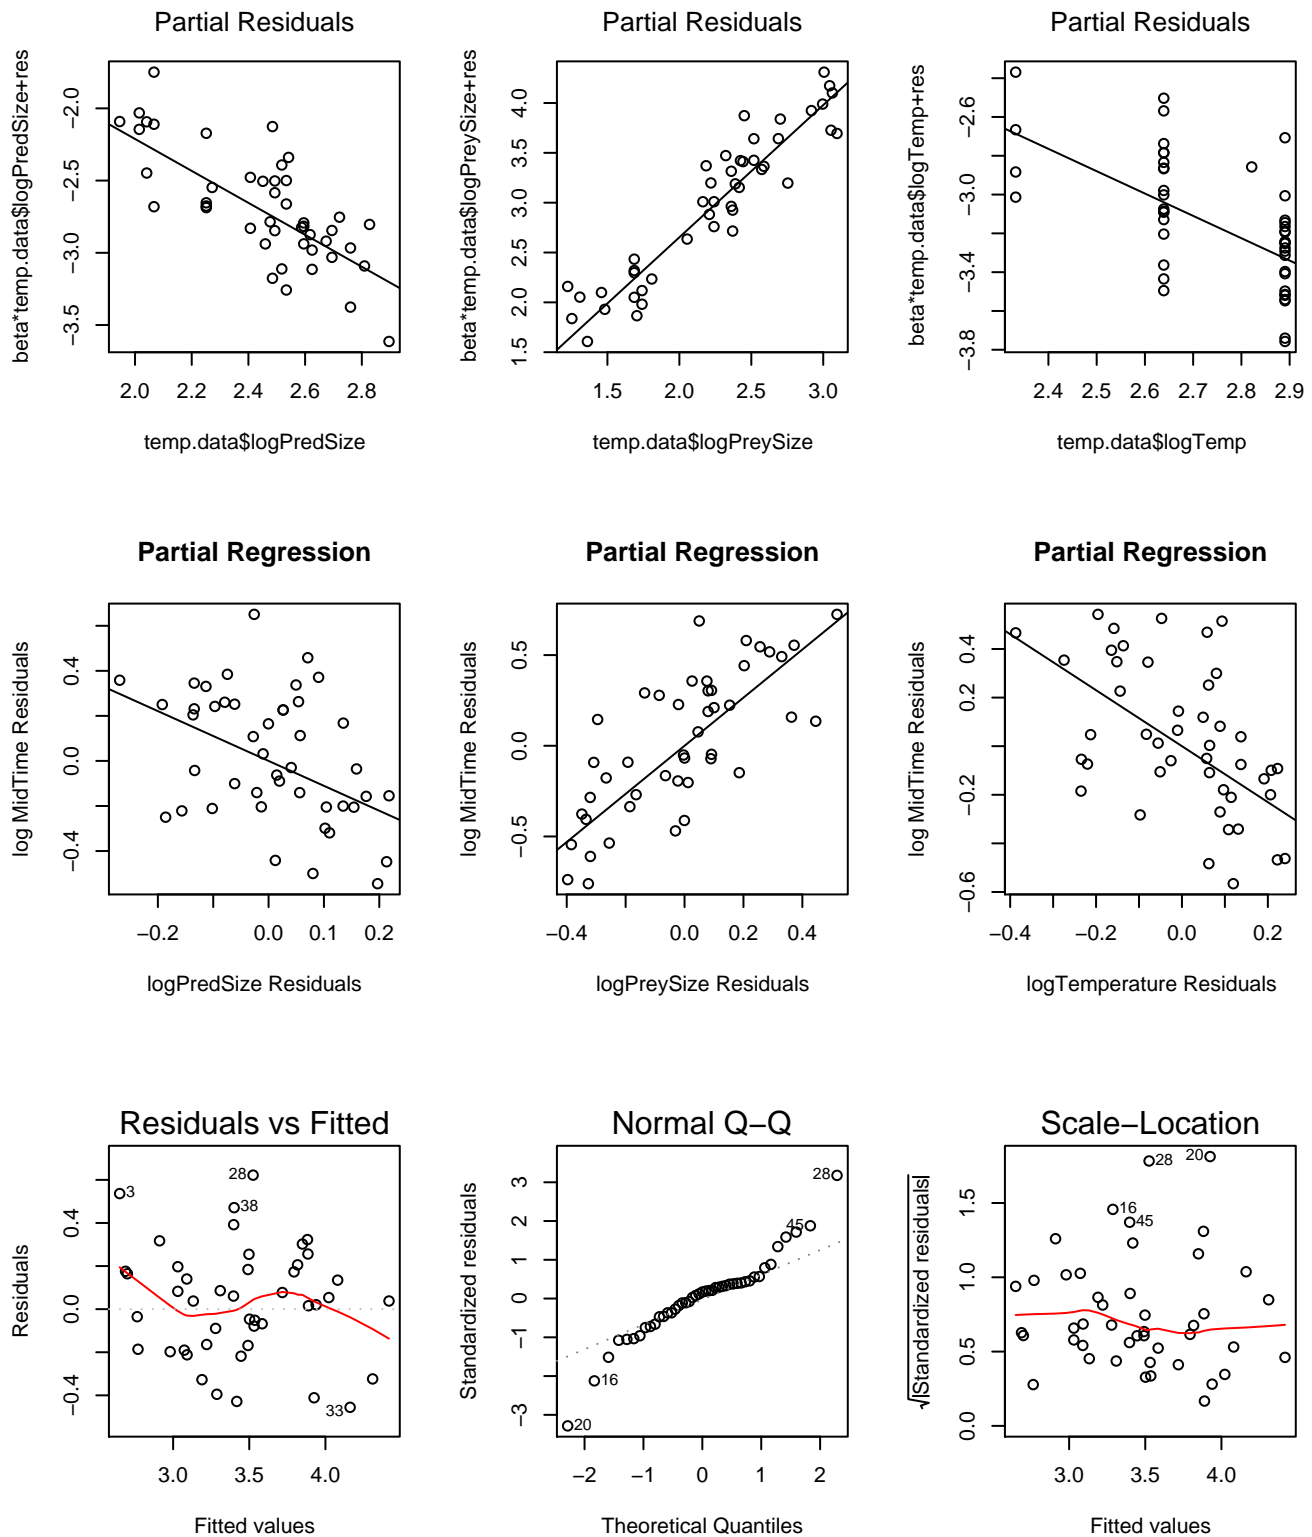 Partial Residuals
beta*temp.data$logPredSize+res
−2.0
−2.5
−3.0
−3.5
2.0 2.2 2.4 2.6 2.8
temp.data$logPredSize
Partial Residuals
beta*temp.data$logPreySize+res
4.0
3.5
3.0
2.5
2.0
1.5
1.5 2.0 2.5 3.0
temp.data$logPreySize
Partial Residuals
beta*temp.data$logTemp+res
−2.6
−3.0
−3.4
−3.8
2.4 2.5 2.6 2.7 2.8 2.9
temp.data$logTemp
Partial Regression
log MidTime Residuals
0.4
0.0
−0.4
−0.2 0.0 0.1 0.2
logPredSize Residuals
Partial Regression
log MidTime Residuals
0.5
0.0
−0.5
−0.4 0.0 0.2 0.4
logPreySize Residuals
Partial Regression
log MidTime Residuals
0.4
0.2
−0.2
−0.6
−0.4 −0.2 0.0 0.2
logTemperature Residuals
Residuals vs Fitted
Residuals
0.4
0.0
−0.4
3
28
38
33
3.0 3.5 4.0
Fitted values
Normal Q−Q
Standardized residuals
3
2
1
0
−1
−3
28
45
16
20
−2 −1 0 1 2
Theoretical Quantiles
Scale−Location
√|Standardized residuals|
1.5
1.0
0.5
0.0
28
20
16
45
3.0 3.5 4.0
Fitted values